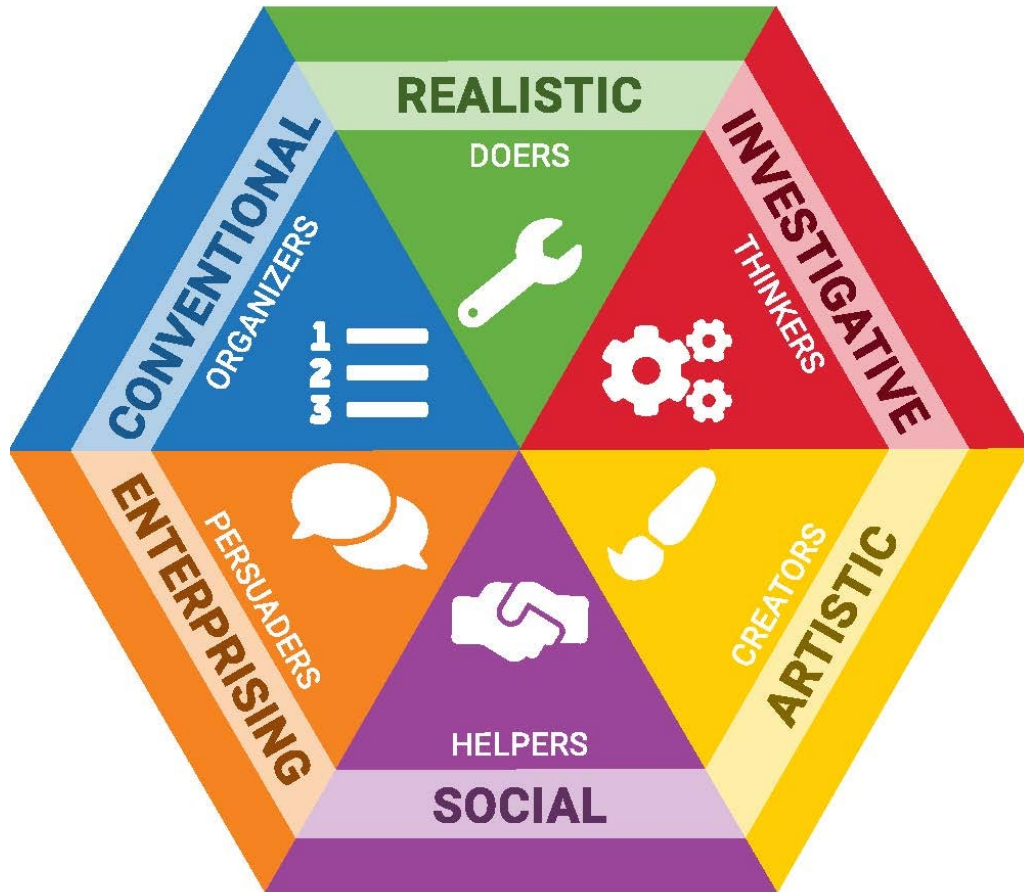 REALISTIC
DOERS
INVESTIGATIVE
THINKERS
ARTISTIC
CREATORS
SOCIAL
HELPERS
ENTERPRISING
PERSUADERS
CONVENTIONAL
ORGANIZERS
1
2
3